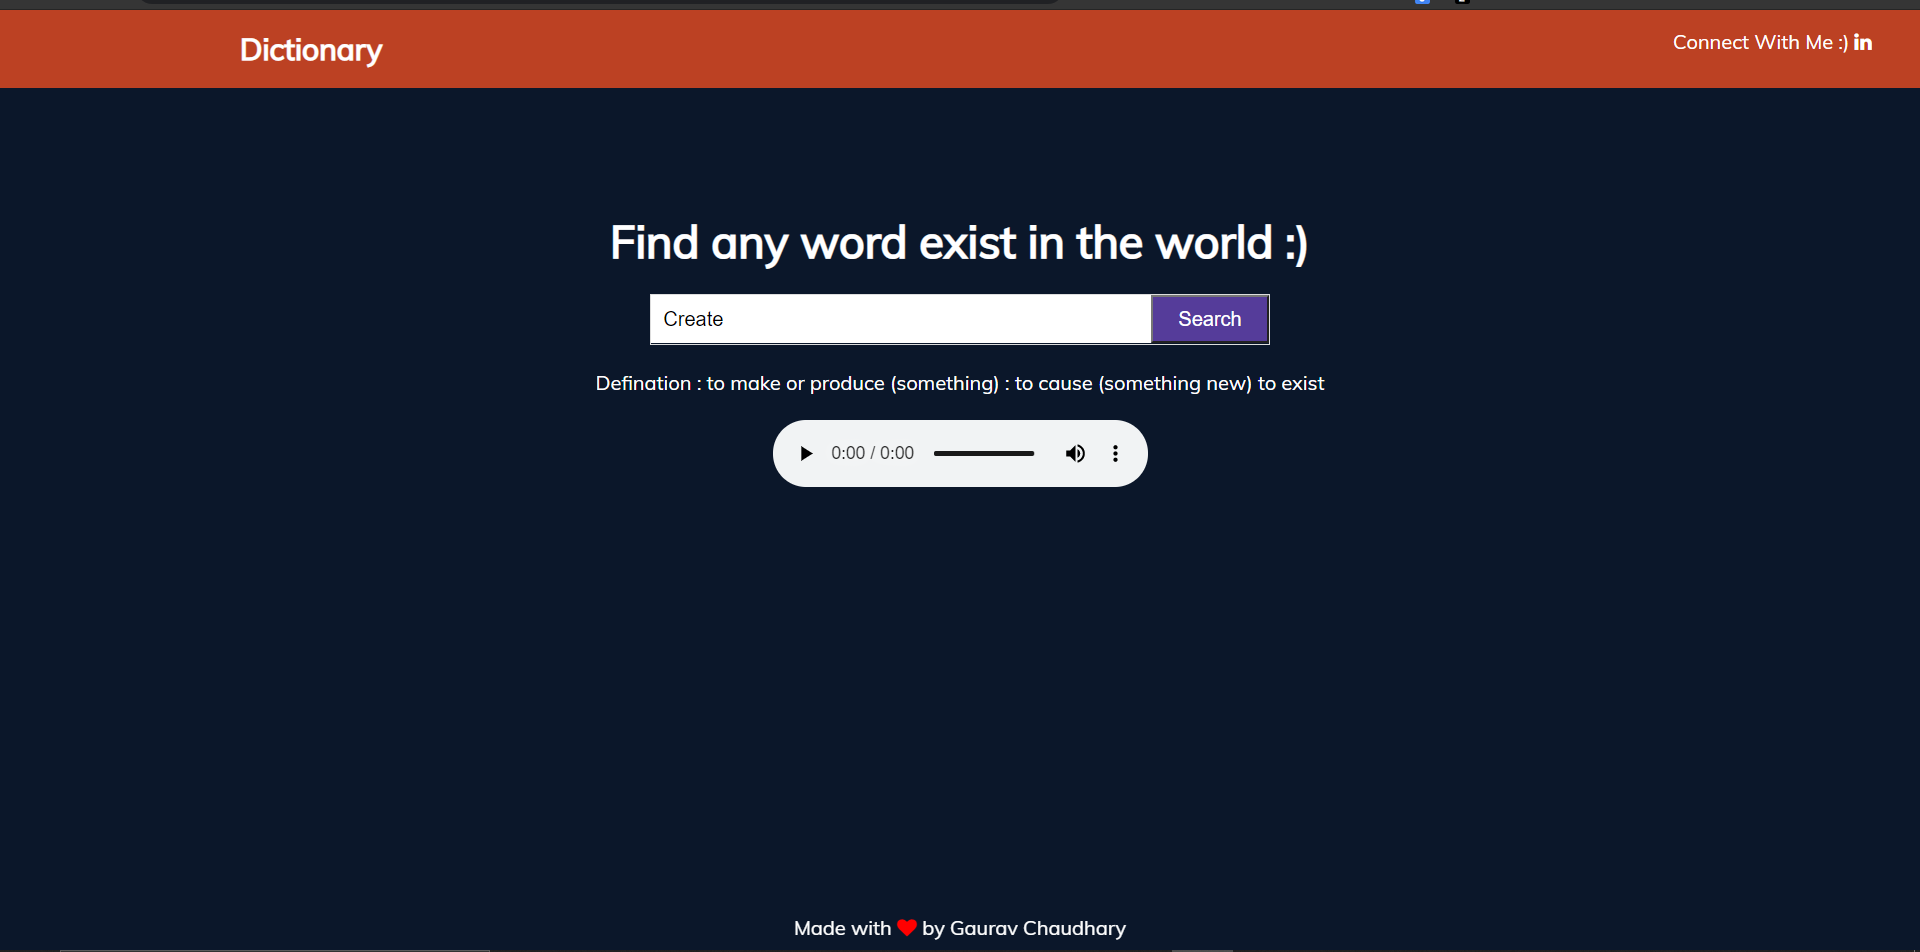 Dictionary
Connect With Me :) in
Find any word exist in the world :)
Create
Search
Defination : to make or produce (something) : to cause (something new) to exist
0:00 / 0:00
Made with ❤ by Gaurav Chaudhary